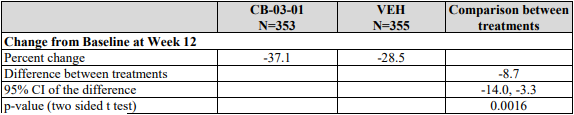 CB-03-01 VEH Comparison between
N=353 N=355 treatments
Change from Baseline at Week 12
Percent change -37.1 -28.5
Difference between treatments -8.7
95% CI of the difference -14.0, -3.3
p-value (two sided t test) 0.0016